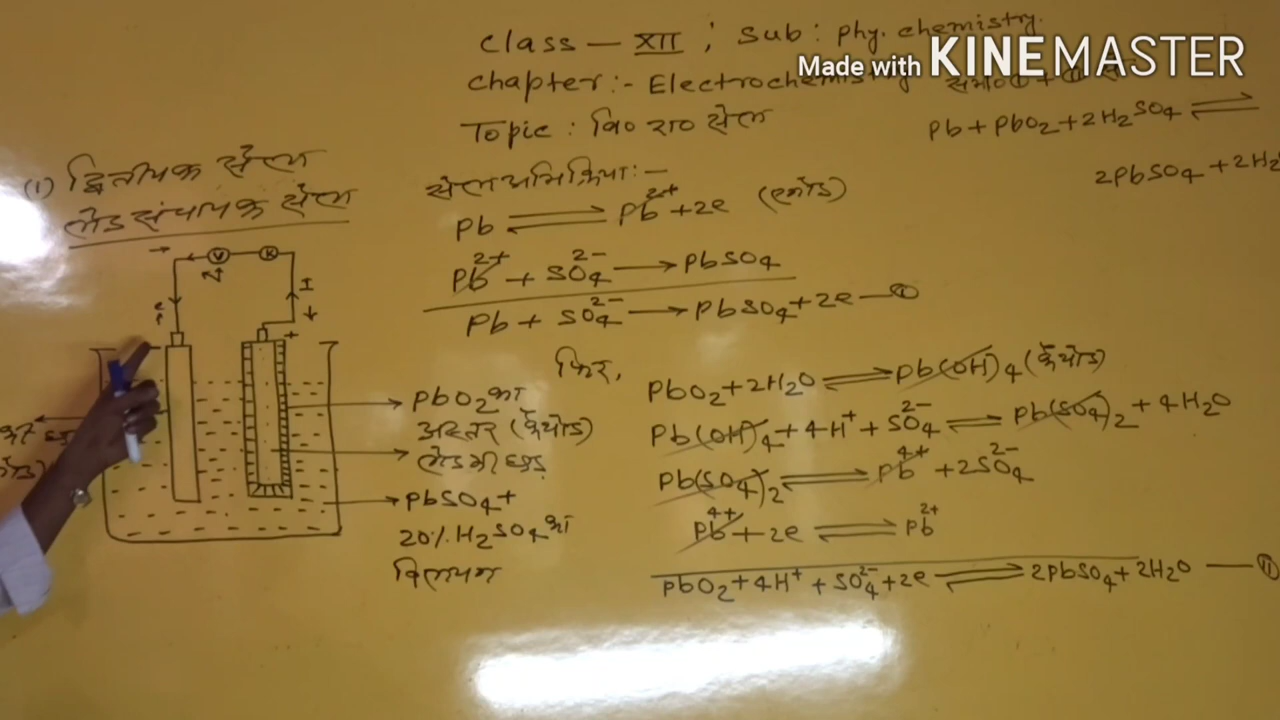 Class — XII ; Sub : phy. chemistry.
Made with KINEMASTER
Chapter :- Electrochemistry
Topic : वि० रा० सेल
Pb + PbO₂ + 2H₂SO₄ ⇌
2PbSO₄ + 2H₂
(1) द्वितीयक सेल
लेड संचायक सेल
सेल अभिक्रिया :-
Pb ⇌ Pb²⁺ + 2e (एनोड)
Pb²⁺ + SO₄²⁻ → PbSO₄
Pb + SO₄²⁻ → PbSO₄ + 2e — ①
फिर,
PbO₂ + 2H₂O ⇌ Pb(OH)₄ (कैथोड)
Pb(OH)₄ + 4H⁺ + SO₄²⁻ ⇌ Pb(SO₄)₂ + 4H₂O
Pb(SO₄)₂ ⇌ Pb⁴⁺ + 2SO₄²⁻
Pb⁴⁺ + 2e ⇌ Pb²⁺
PbO₂ + 4H⁺ + SO₄²⁻ + 2e ⇌ 2PbSO₄ + 2H₂O — ⑪
V K
I
e
+
PbO₂ का
अस्तर (कैथोड)
लेड की छड़
PbSO₄ +
20% H₂SO₄ का
विलयन